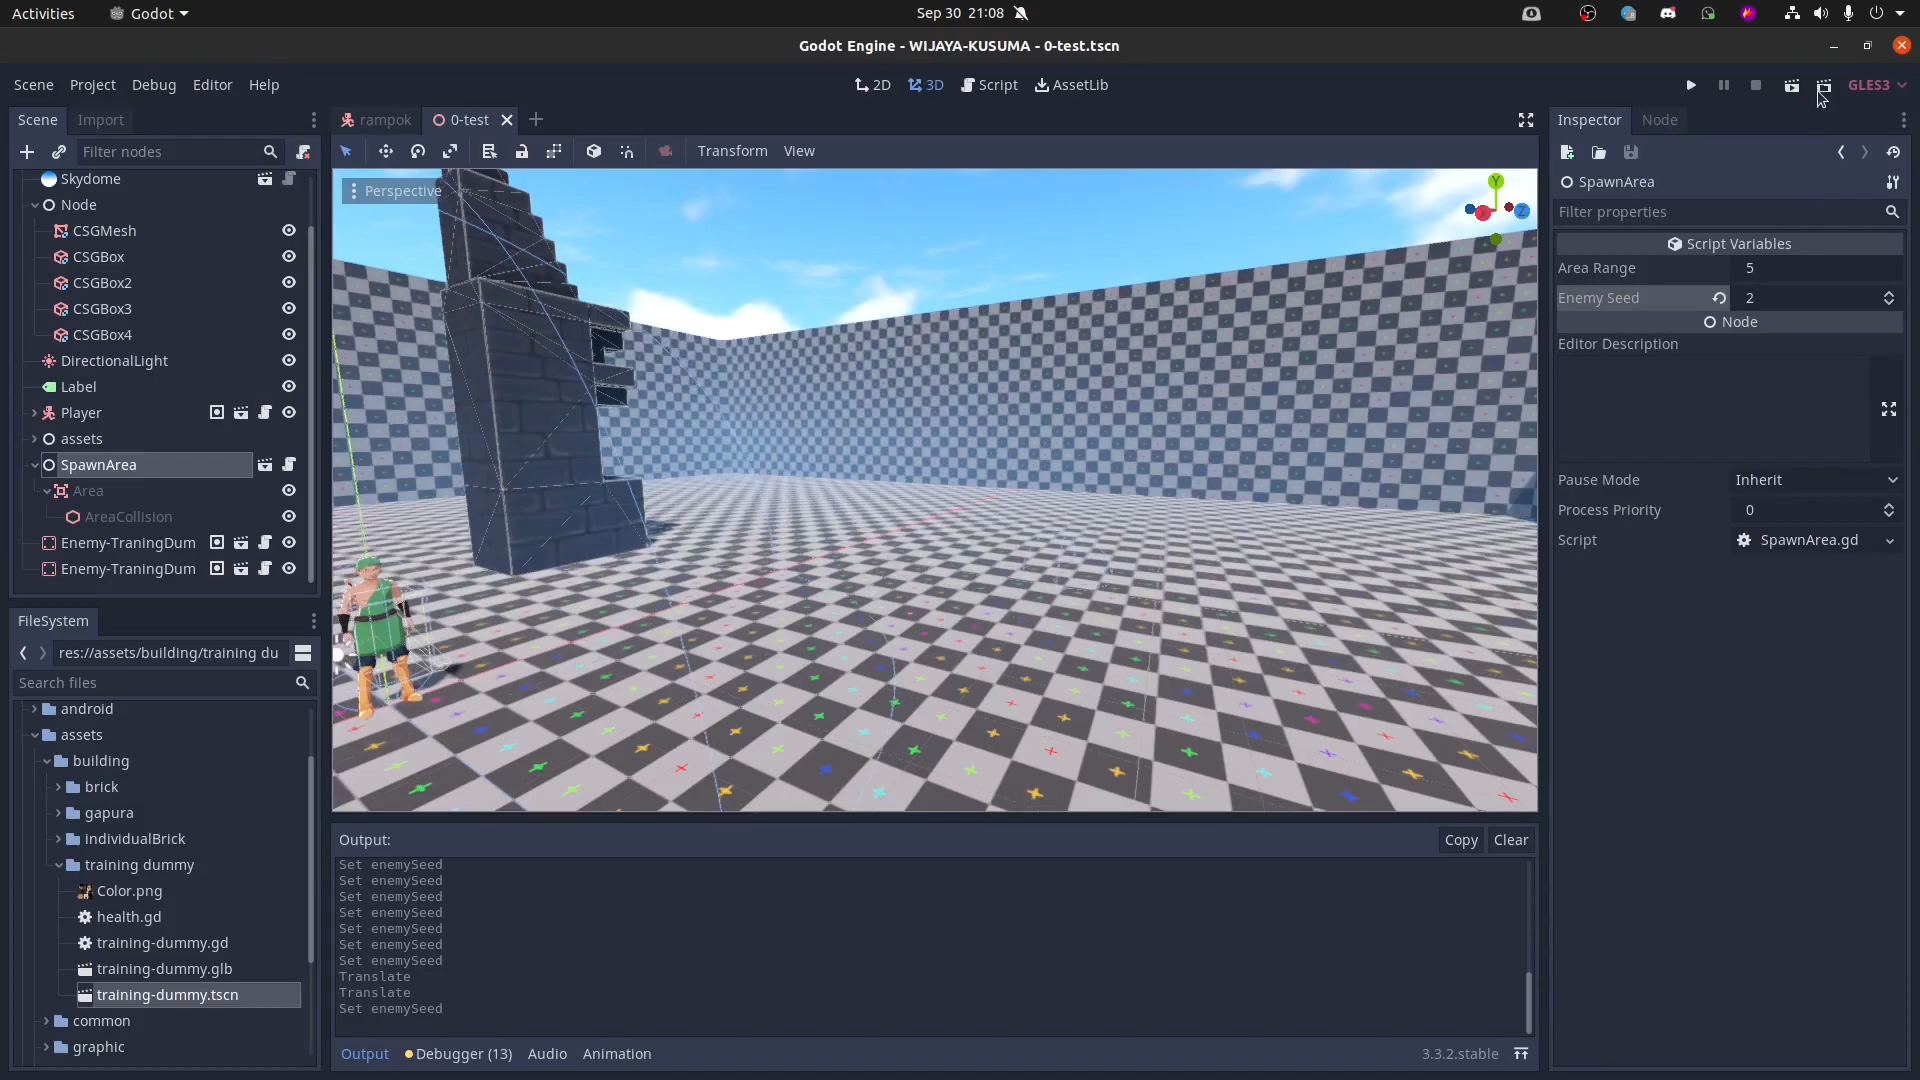 Activities
Godot
Sep 30 21:08
Godot Engine - WIJAYA-KUSUMA - 0-test.tscn
Scene Project Debug Editor Help
2D 3D Script AssetLib
GLES3
Scene Import
Filter nodes
Skydome
Node
CSGMesh
CSGBox
CSGBox2
CSGBox3
CSGBox4
DirectionalLight
Label
Player
assets
SpawnArea
Area
AreaCollision
Enemy-TraningDum
Enemy-TraningDum
FileSystem
res://assets/building/training du
Search files
android
assets
building
brick
gapura
individualBrick
training dummy
Color.png
health.gd
training-dummy.gd
training-dummy.glb
training-dummy.tscn
common
graphic
rampok 0-test
Transform View
Perspective
Y
X
Z
Output:
Copy Clear
Set enemySeed
Set enemySeed
Set enemySeed
Set enemySeed
Set enemySeed
Set enemySeed
Set enemySeed
Translate
Translate
Set enemySeed
Output Debugger (13) Audio Animation
3.3.2.stable
Inspector Node
SpawnArea
Filter properties
Script Variables
Area Range 5
Enemy Seed 2
Node
Editor Description
Pause Mode Inherit
Process Priority 0
Script SpawnArea.gd